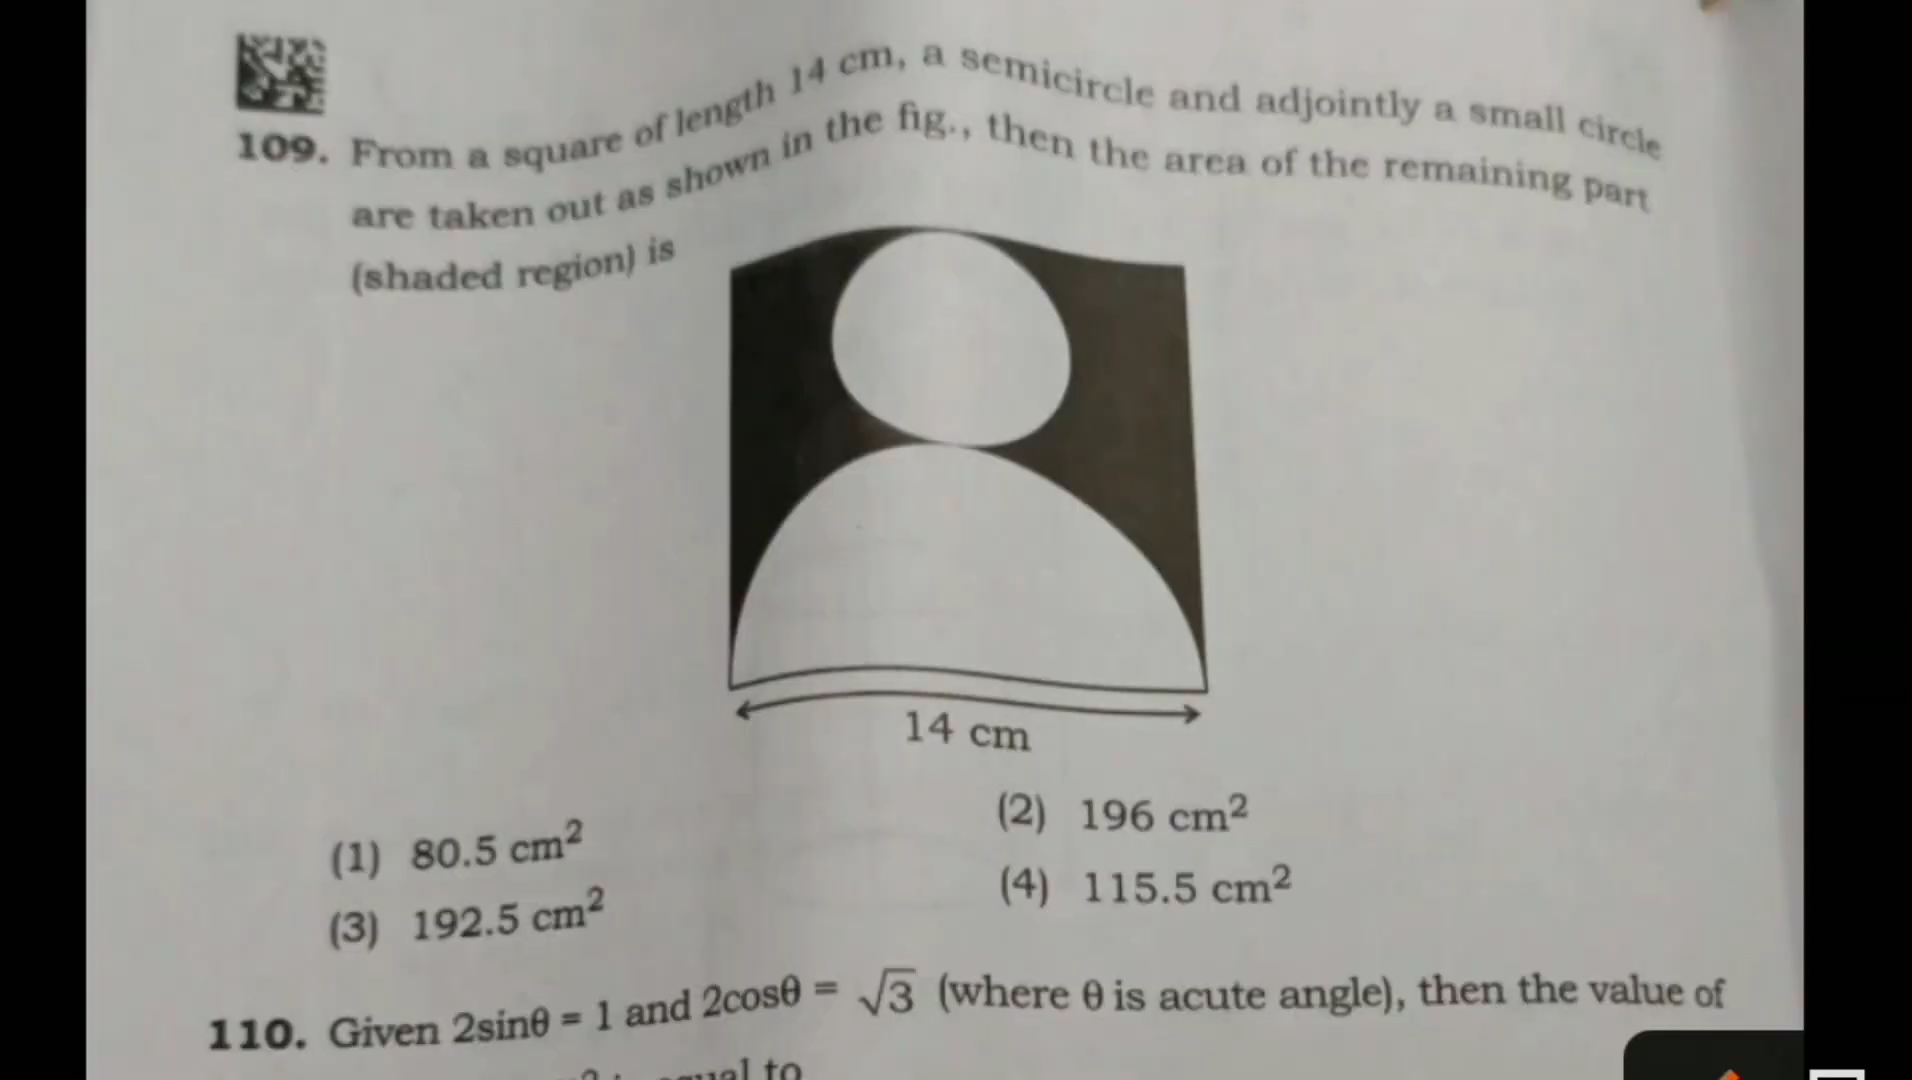 109. From a square of length 14 cm, a semicircle and adjointly a small circle
are taken out as shown in the fig., then the area of the remaining part
(shaded region) is
14 cm
(1) 80.5 cm²
(2) 196 cm²
(3) 192.5 cm²
(4) 115.5 cm²
110. Given 2sinθ = 1 and 2cosθ = √3 (where θ is acute angle), then the value of
to